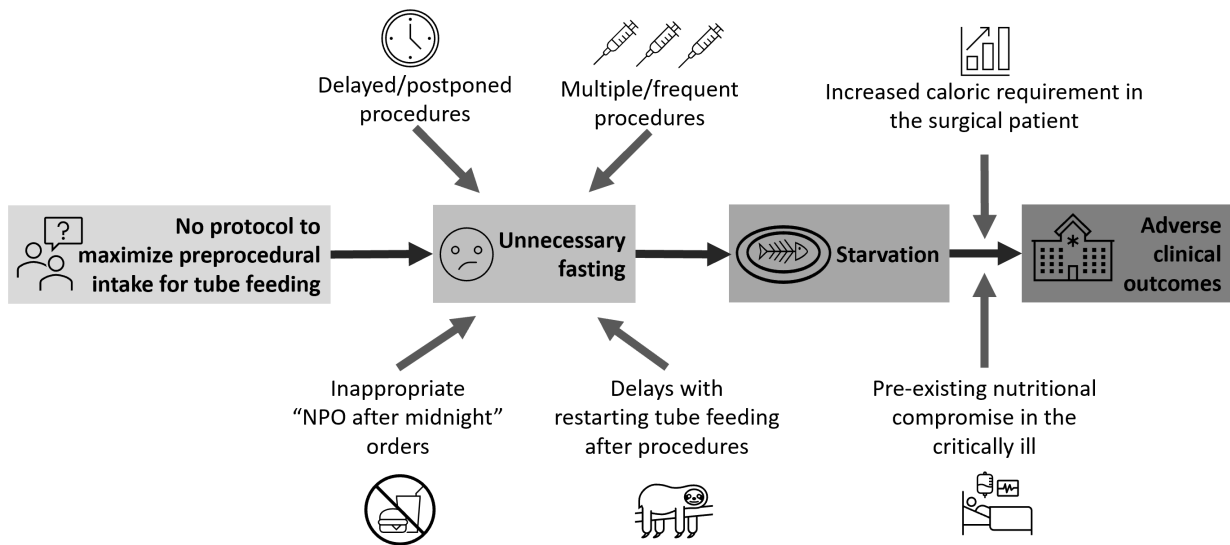 Delayed/postponed
procedures
Multiple/frequent
procedures
Increased caloric requirement in
the surgical patient
No protocol to
maximize preprocedural
intake for tube feeding
?
Unnecessary
fasting
Starvation
*
Adverse
clinical
outcomes
Inappropriate
“NPO after midnight”
orders
Delays with
restarting tube feeding
after procedures
Pre-existing nutritional
compromise in the
critically ill